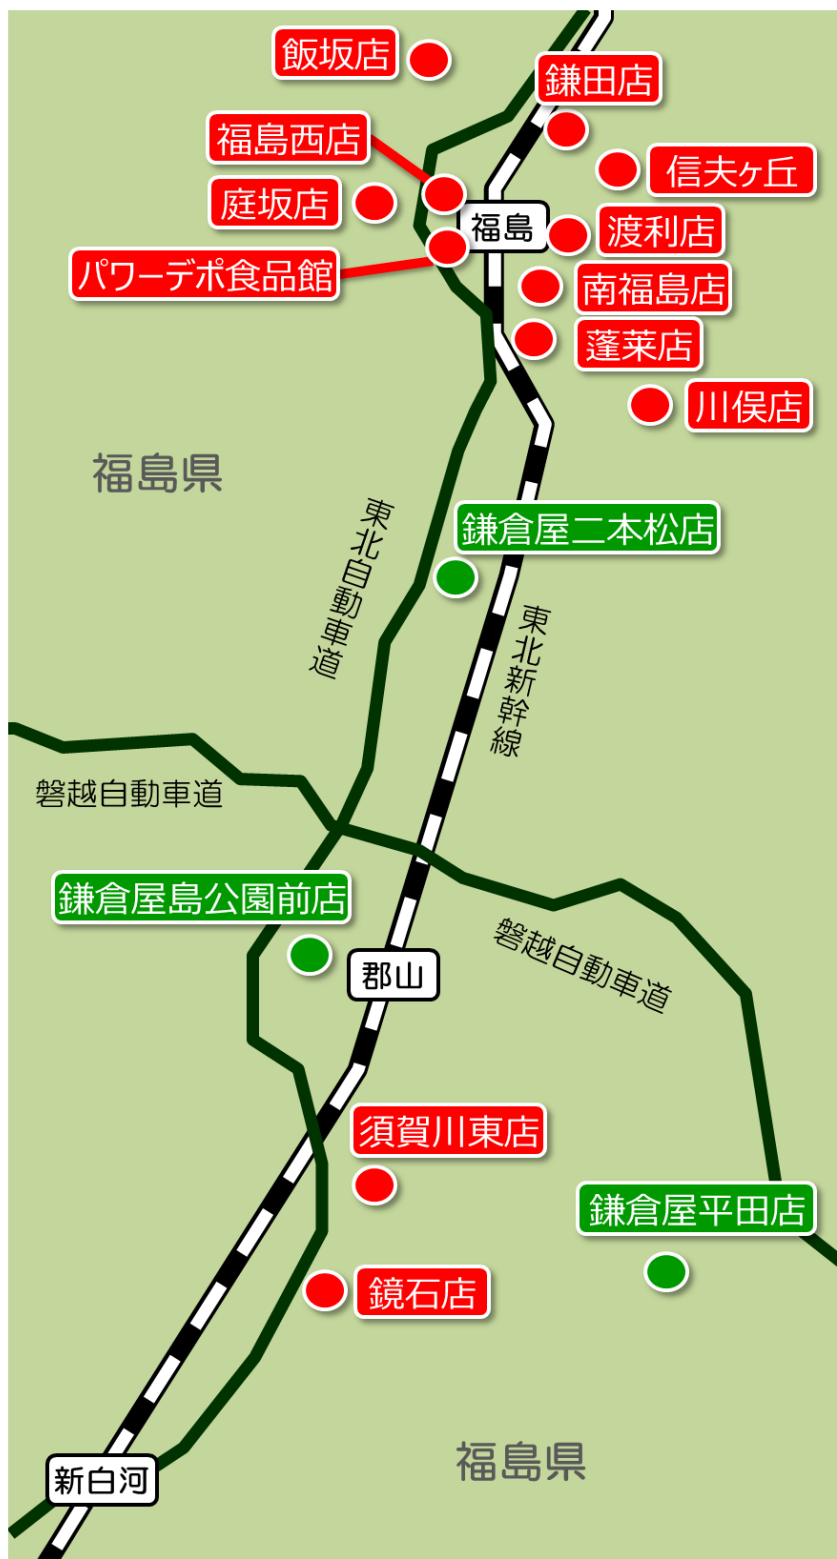 飯坂店
鎌田店
福島西店
信夫ヶ丘
庭坂店
福島
渡利店
パワーデポ食品館
南福島店
蓬莱店
川俣店
福島県
東北自動車道
鎌倉屋二本松店
東北新幹線
磐越自動車道
鎌倉屋島公園前店
磐越自動車道
郡山
須賀川東店
鎌倉屋平田店
鏡石店
福島県
新白河